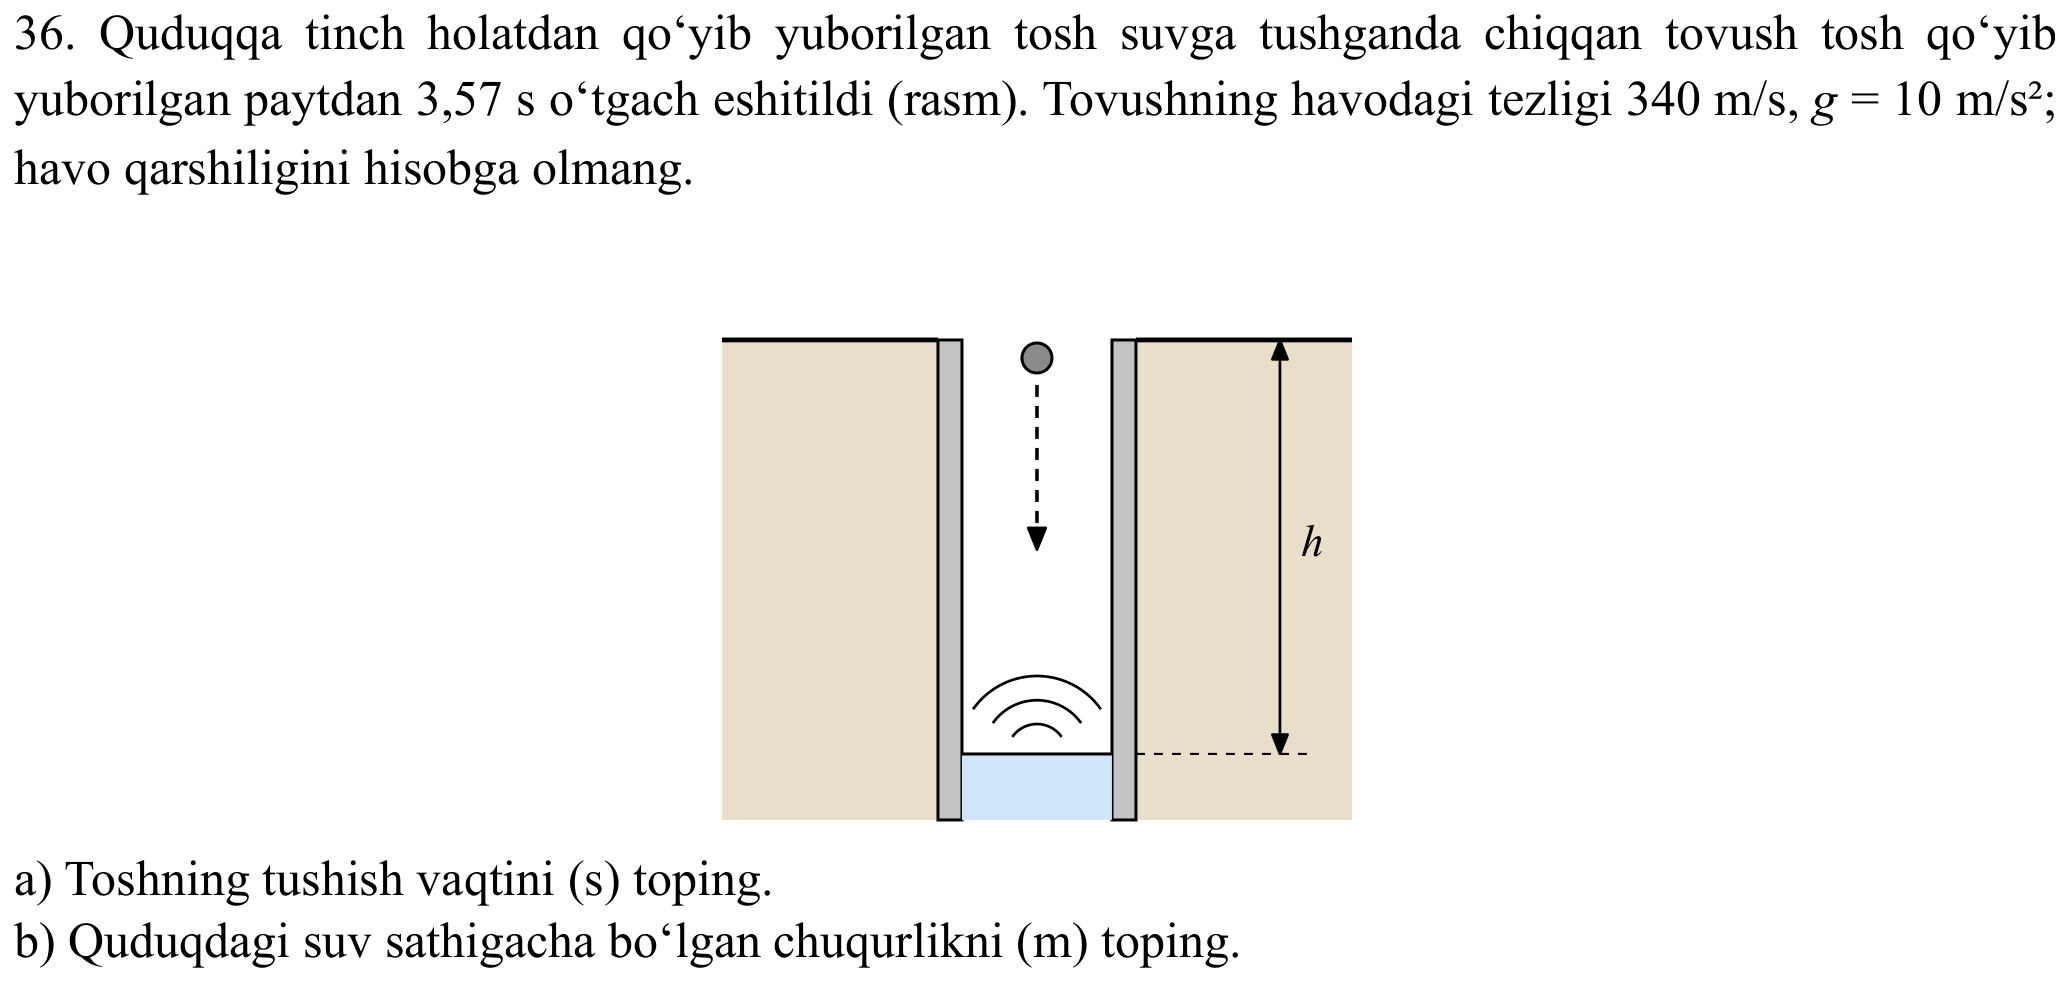 36. Quduqqa tinch holatdan qo‘yib yuborilgan tosh suvga tushganda chiqqan tovush tosh qo‘yib
yuborilgan paytdan 3,57 s o‘tgach eshitildi (rasm). Tovushning havodagi tezligi 340 m/s, g = 10 m/s²;
havo qarshiligini hisobga olmang.
h
a) Toshning tushish vaqtini (s) toping.
b) Quduqdagi suv sathigacha bo‘lgan chuqurlikni (m) toping.